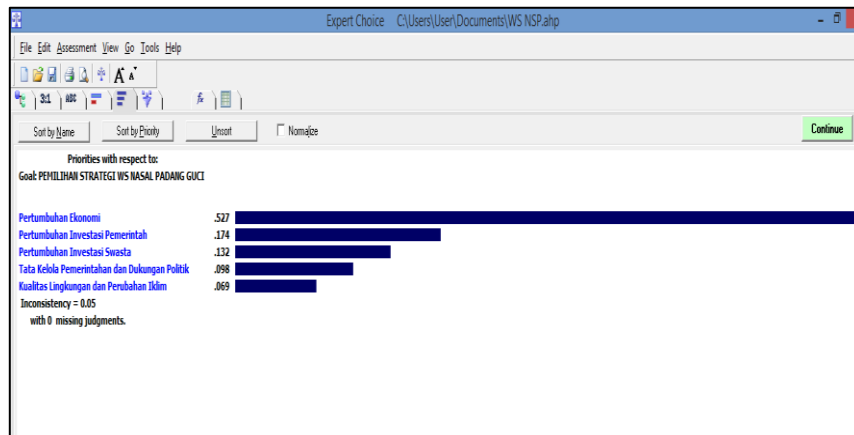 Expert Choice C:\Users\User\Documents\WS NSP.ahp
File Edit Assessment View Go Tools Help
3:1 ABC
Sort by Name Sort by Priority Unsort Normalize Continue
Priorities with respect to:
Goal: PEMILIHAN STRATEGI WS NASAL PADANG GUCI
Pertumbuhan Ekonomi .527
Pertumbuhan Investasi Pemerintah .174
Pertumbuhan Investasi Swasta .132
Tata Kelola Pemerintahan dan Dukungan Politik .098
Kualitas Lingkungan dan Perubahan Iklim .069
Inconsistency = 0.05
with 0 missing judgments.